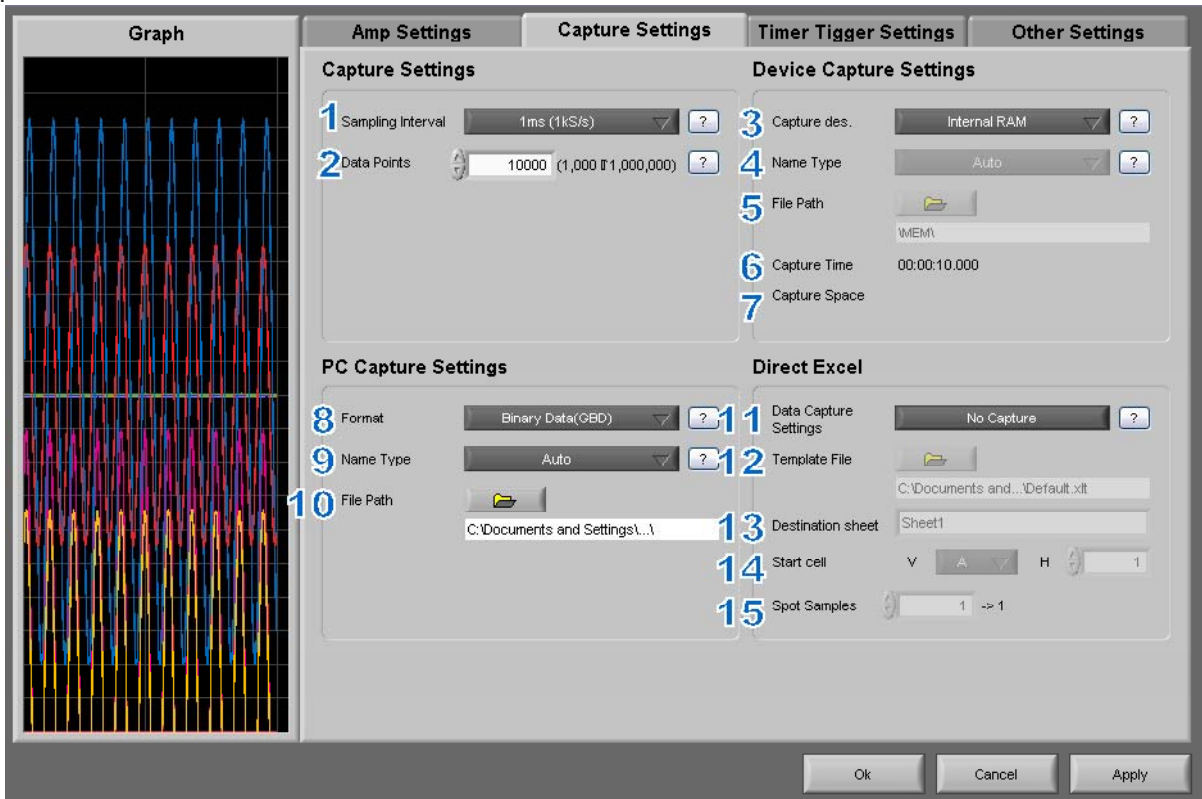 Graph
Amp Settings
Capture Settings
Timer Tigger Settings
Other Settings
Capture Settings
1 Sampling Interval 1ms (1kS/s) ?
2 Data Points 10000 (1,000 1,000,000) ?
Device Capture Settings
3 Capture des. Internal RAM ?
4 Name Type Auto ?
5 File Path
\MEM\
6 Capture Time 00:00:10.000
7 Capture Space
PC Capture Settings
8 Format Binary Data(GBD) ?
9 Name Type Auto ?
10 File Path
C:\Documents and Settings\...\
Direct Excel
11 Data Capture
Settings No Capture ?
12 Template File
C:\Documents and...\Default.xlt
13 Destination sheet Sheet1
14 Start cell V A H 1
15 Spot Samples 1 -> 1
Ok
Cancel
Apply